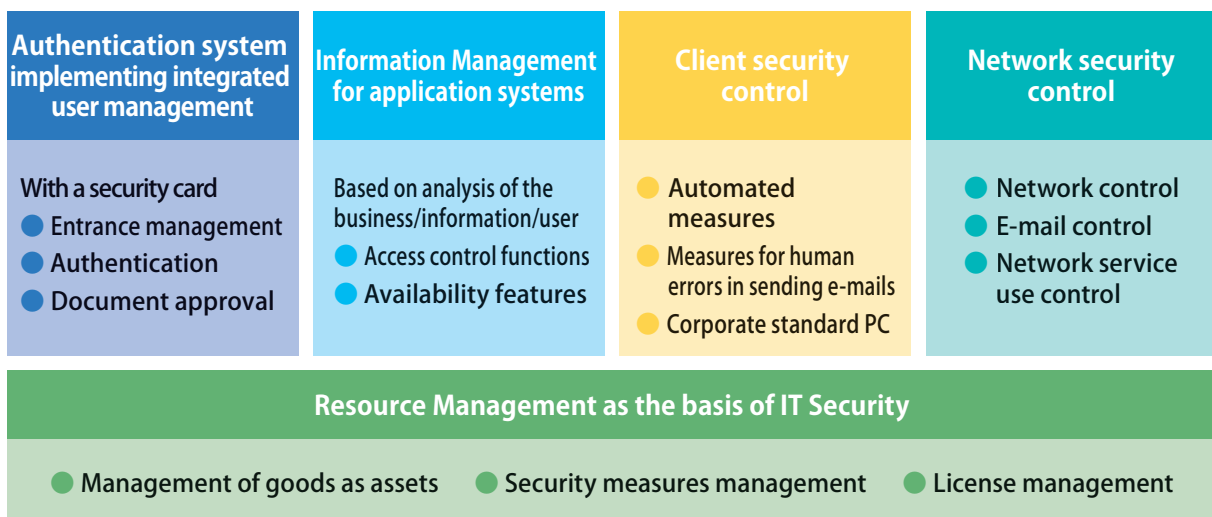 Authentication system
implementing integrated
user management
With a security card
Entrance management
Authentication
Document approval
Information Management
for application systems
Based on analysis of the
business/information/user
Access control functions
Availability features
Client security
control
Automated
measures
Measures for human
errors in sending e-mails
Corporate standard PC
Network security
control
Network control
E-mail control
Network service
use control
Resource Management as the basis of IT Security
Management of goods as assets
Security measures management
License management